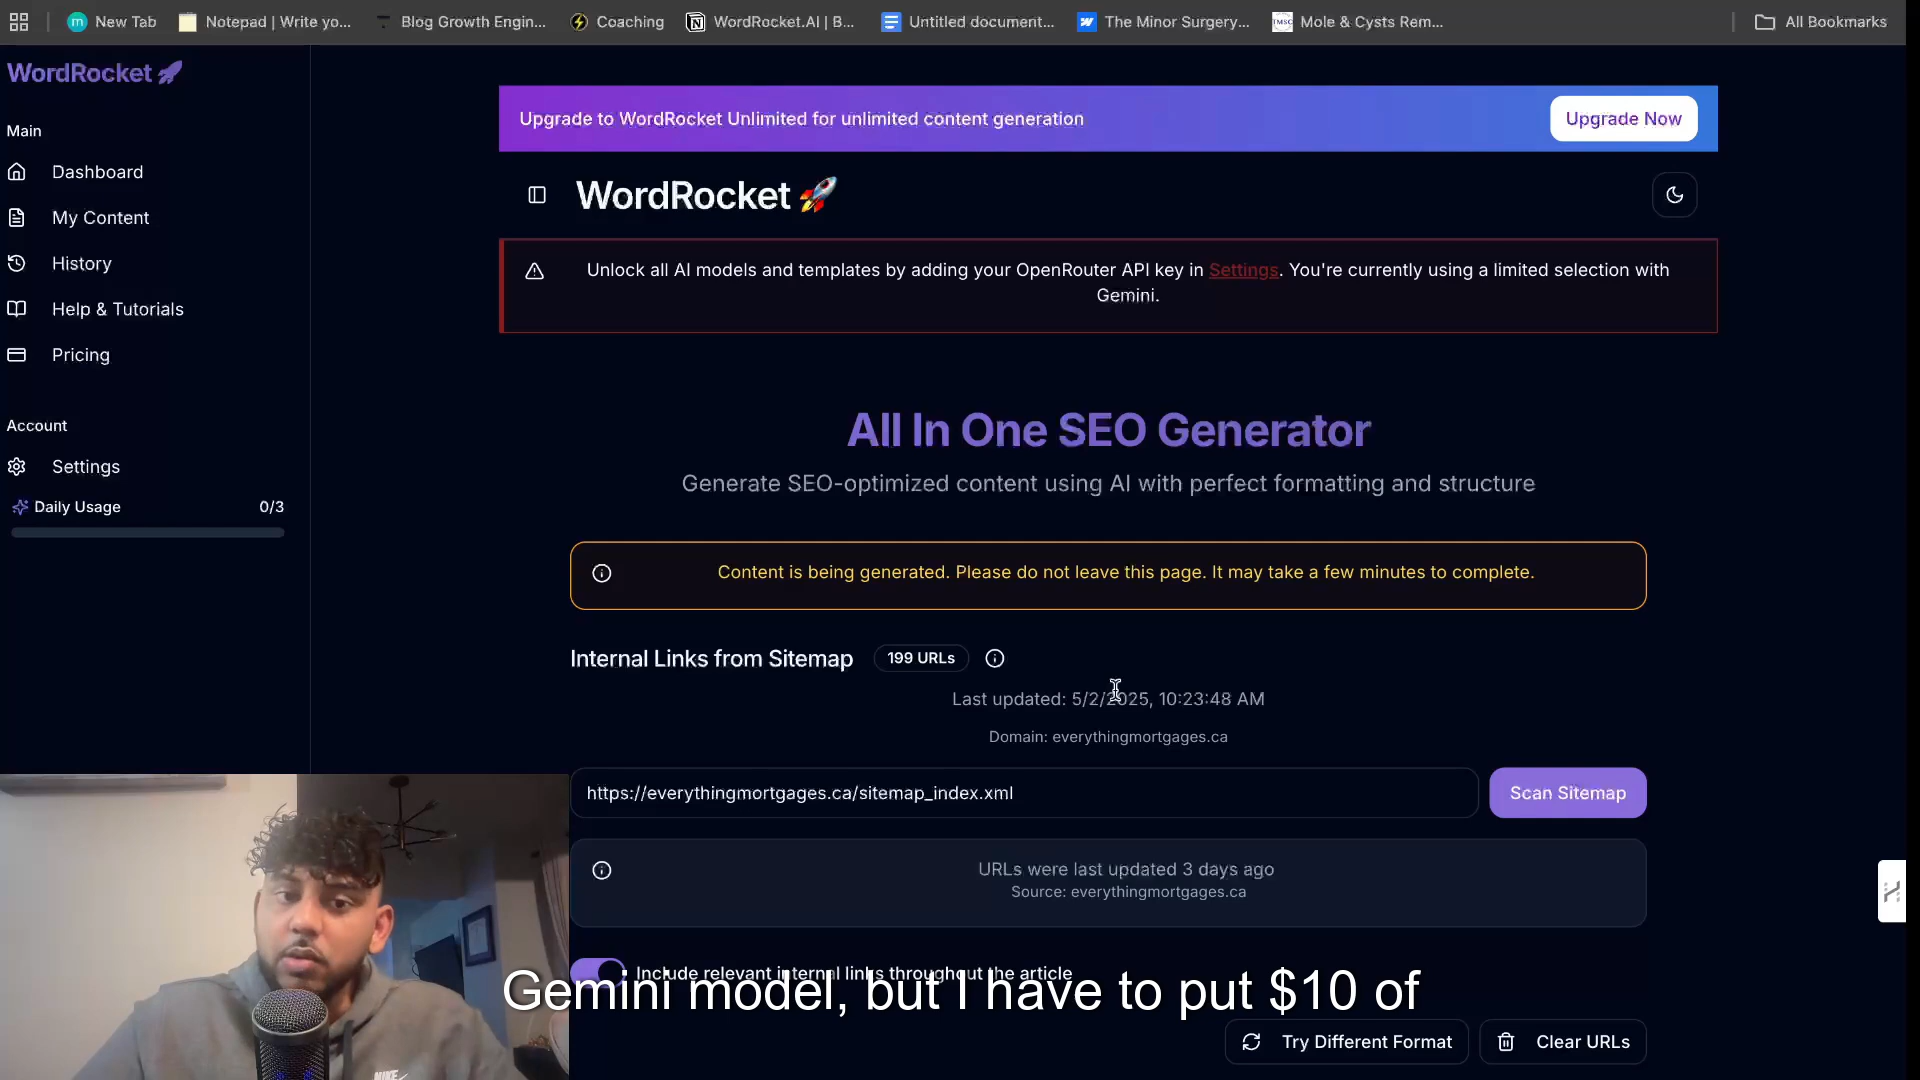 New Tab
Notepad | Write yo...
Blog Growth Engin...
Coaching
WordRocket.AI | B...
Untitled document...
The Minor Surgery...
TMSC
Mole & Cysts Rem...
All Bookmarks
WordRocket
Main
Dashboard
My Content
History
Help & Tutorials
Pricing
Account
Settings
Daily Usage 0/3
Upgrade to WordRocket Unlimited for unlimited content generation
Upgrade Now
WordRocket 🚀
Unlock all AI models and templates by adding your OpenRouter API key in Settings. You're currently using a limited selection with
Gemini.
All In One SEO Generator
Generate SEO-optimized content using AI with perfect formatting and structure
Content is being generated. Please do not leave this page. It may take a few minutes to complete.
Internal Links from Sitemap 199 URLs
Last updated: 5/2/2025, 10:23:48 AM
Domain: everythingmortgages.ca
https://everythingmortgages.ca/sitemap_index.xml
Scan Sitemap
URLs were last updated 3 days ago
Source: everythingmortgages.ca
Include relevant internal links throughout the article
Gemini model, but I have to put $10 of
Try Different Format
Clear URLs
NIKE